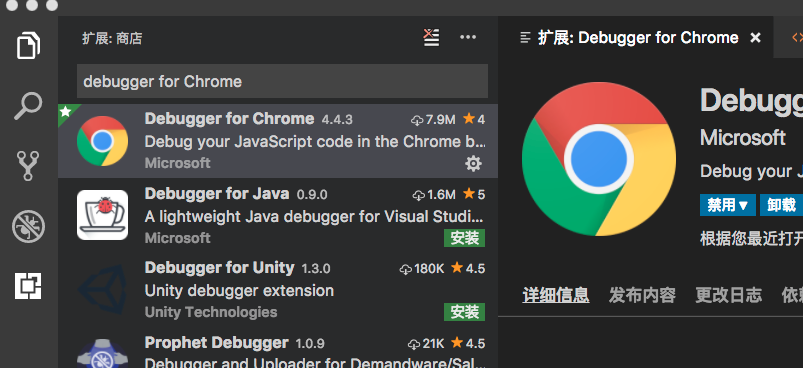 扩展: 商店
debugger for Chrome
Debugger for Chrome 4.4.3 7.9M 4
Debug your JavaScript code in the Chrome b...
Microsoft
Debugger for Java 0.9.0 1.6M 5
A lightweight Java debugger for Visual Studi...
Microsoft 安装
Debugger for Unity 1.3.0 180K 4.5
Unity debugger extension
Unity Technologies 安装
Prophet Debugger 1.0.9 21K 4.5
Debugger and Uploader for Demandware/Sal...
扩展: Debugger for Chrome
Debugg
Microsoft
Debug your J
禁用 卸载
根据您最近打开
详细信息 发布内容 更改日志 依赖